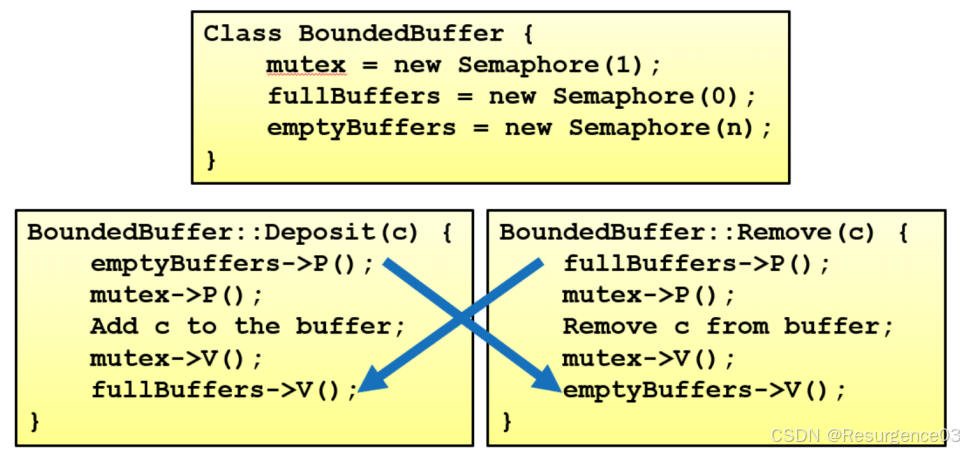 Class BoundedBuffer {
    mutex = new Semaphore(1);
    fullBuffers = new Semaphore(0);
    emptyBuffers = new Semaphore(n);
}
BoundedBuffer::Deposit(c) {
    emptyBuffers->P();
    mutex->P();
    Add c to the buffer;
    mutex->V();
    fullBuffers->V();
}
BoundedBuffer::Remove(c) {
    fullBuffers->P();
    mutex->P();
    Remove c from buffer;
    mutex->V();
    emptyBuffers->V();
}
CSDN @Resurgence03